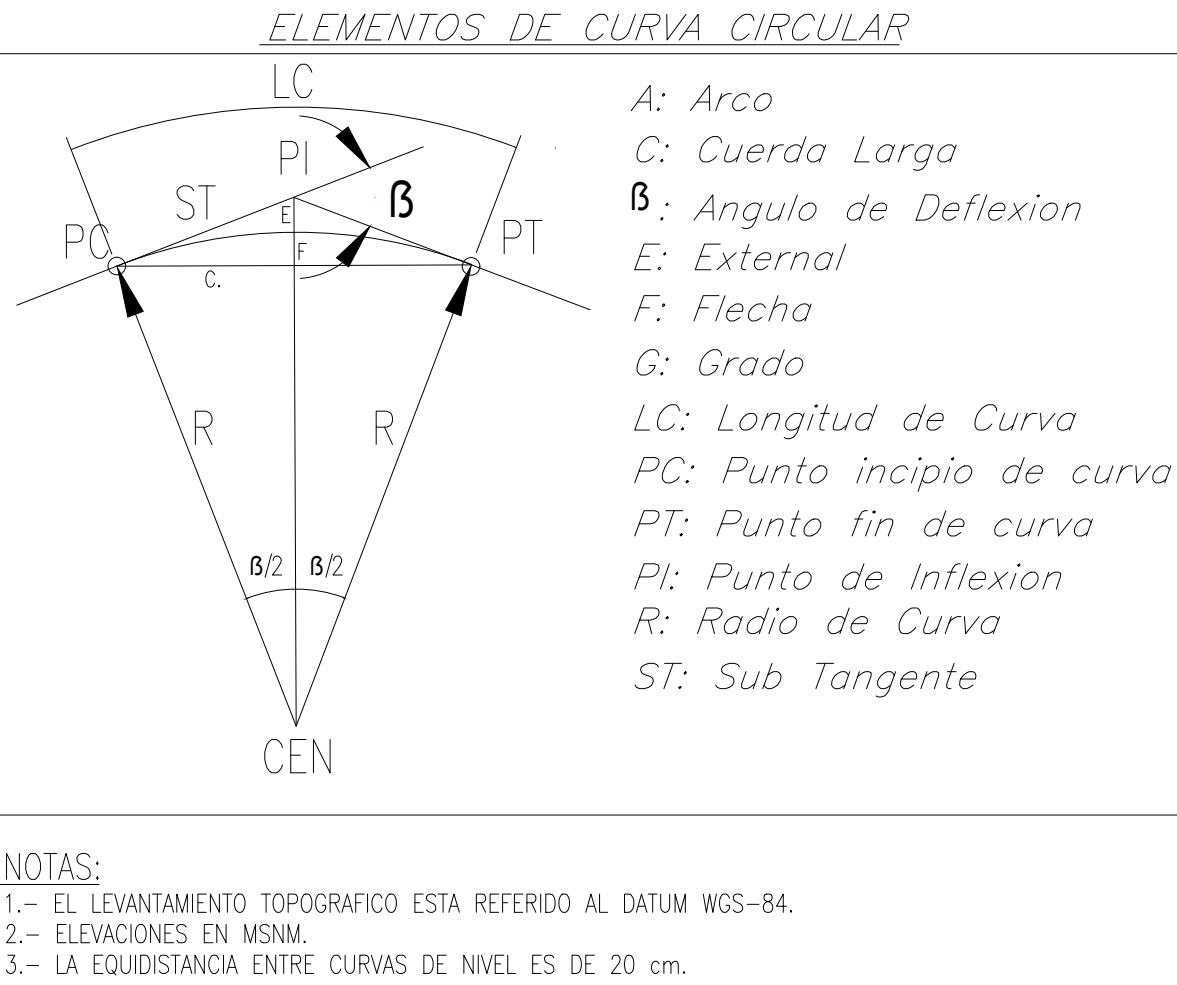 ELEMENTOS DE CURVA CIRCULAR
LC
PI
ST
ß
E
PC
PT
F
C.
R
R
ß/2
ß/2
CEN
A: Arco
C: Cuerda Larga
ß: Angulo de Deflexion
E: External
F: Flecha
G: Grado
LC: Longitud de Curva
PC: Punto incipio de curva
PT: Punto fin de curva
PI: Punto de Inflexion
R: Radio de Curva
ST: Sub Tangente
NOTAS:
1.- EL LEVANTAMIENTO TOPOGRAFICO ESTA REFERIDO AL DATUM WGS-84.
2.- ELEVACIONES EN MSNM.
3.- LA EQUIDISTANCIA ENTRE CURVAS DE NIVEL ES DE 20 cm.